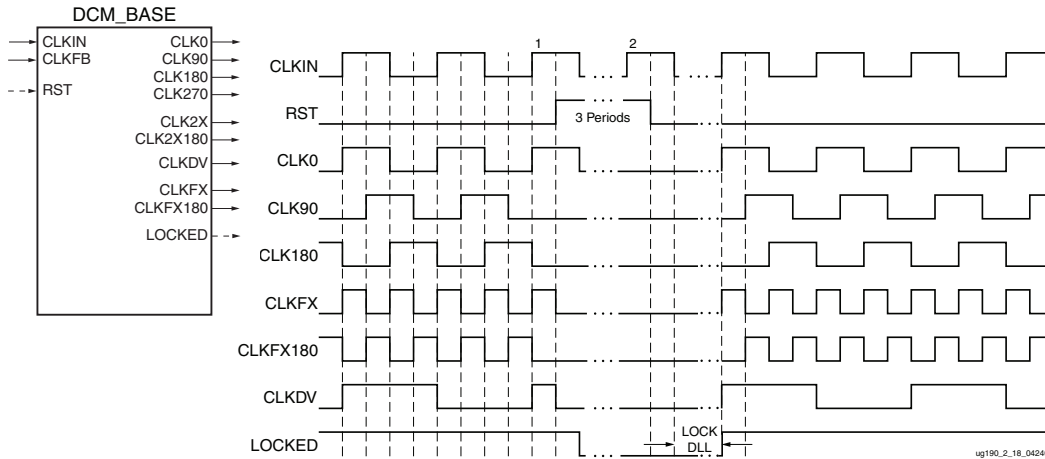 DCM_BASE
CLKIN
CLKFB
RST
CLK0
CLK90
CLK180
CLK270
CLK2X
CLK2X180
CLKDV
CLKFX
CLKFX180
LOCKED
1
2
CLKIN
RST
3 Periods
CLK0
CLK90
CLK180
CLKFX
CLKFX180
CLKDV
LOCKED
LOCK
DLL